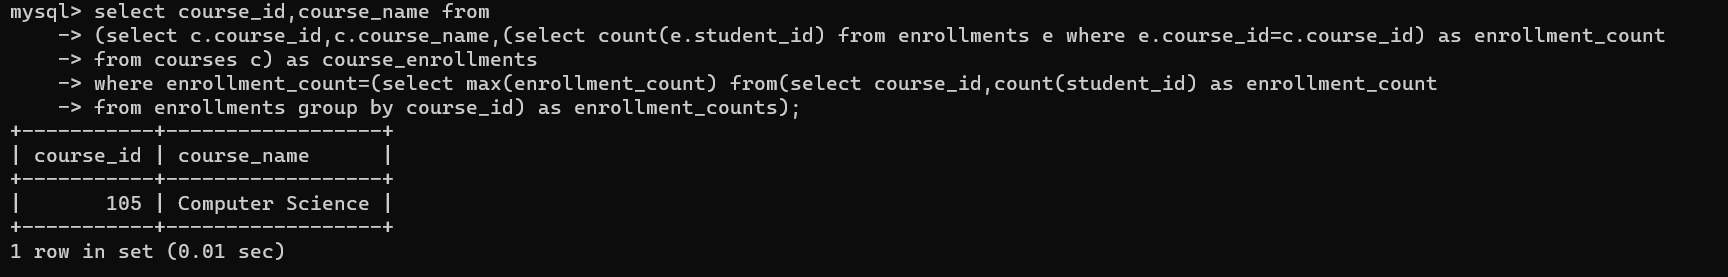 mysql> select course_id,course_name from
    -> (select c.course_id,c.course_name,(select count(e.student_id) from enrollments e where e.course_id=c.course_id) as enrollment_count
    -> from courses c) as course_enrollments
    -> where enrollment_count=(select max(enrollment_count) from(select course_id,count(student_id) as enrollment_count
    -> from enrollments group by course_id) as enrollment_counts);
+-----------+------------------+
| course_id | course_name      |
+-----------+------------------+
|       105 | Computer Science |
+-----------+------------------+
1 row in set (0.01 sec)